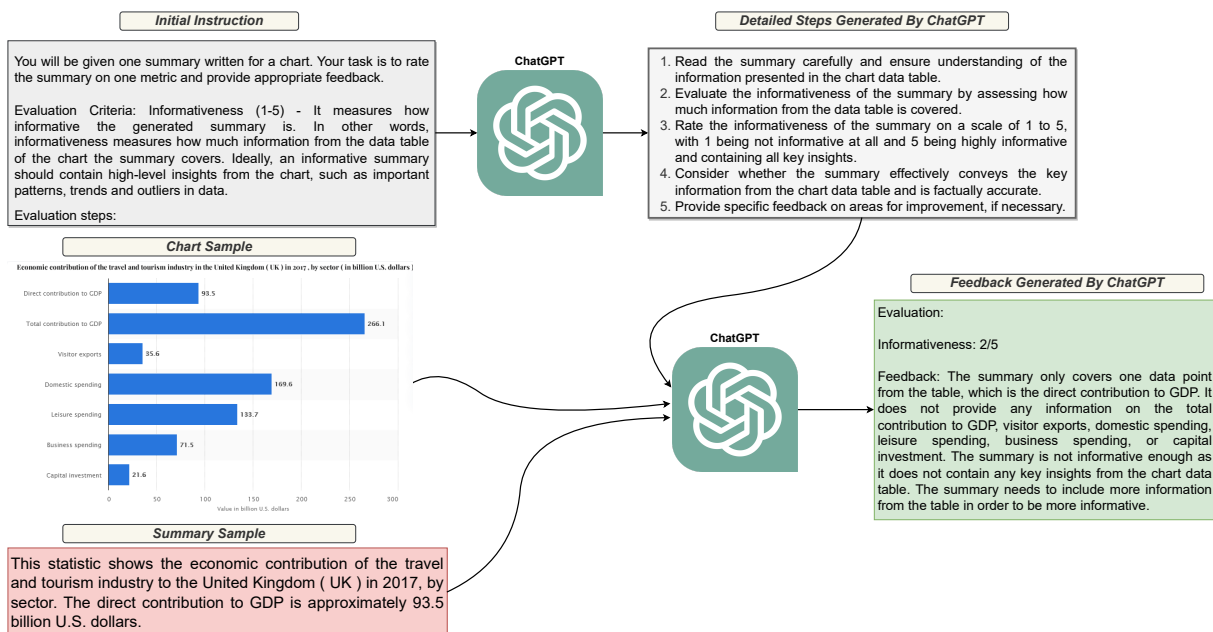 Initial Instruction
You will be given one summary written for a chart. Your task is to rate
the summary on one metric and provide appropriate feedback.
Evaluation Criteria: Informativeness (1-5) - It measures how
informative the generated summary is. In other words,
informativeness measures how much information from the data table
of the chart the summary covers. Ideally, an informative summary
should contain high-level insights from the chart, such as important
patterns, trends and outliers in data.
Evaluation steps:
ChatGPT
Detailed Steps Generated By ChatGPT
1. Read the summary carefully and ensure understanding of the
information presented in the chart data table.
2. Evaluate the informativeness of the summary by assessing how
much information from the data table is covered.
3. Rate the informativeness of the summary on a scale of 1 to 5,
with 1 being not informative at all and 5 being highly informative
and containing all key insights.
4. Consider whether the summary effectively conveys the key
information from the chart data table and is factually accurate.
5. Provide specific feedback on areas for improvement, if necessary.
Chart Sample
Economic contribution of the travel and tourism industry in the United Kingdom ( UK ) in 2017 , by sector ( in billion U.S. dollars )
Direct contribution to GDP 93.5
Total contribution to GDP 266.1
Visitor exports 35.6
Domestic spending 169.6
Leisure spending 133.7
Business spending 71.5
Capital investment 21.6
0 50 100 150 200 250 300
Value in billion U.S. dollars
Summary Sample
This statistic shows the economic contribution of the travel
and tourism industry to the United Kingdom ( UK ) in 2017, by
sector. The direct contribution to GDP is approximately 93.5
billion U.S. dollars.
ChatGPT
Feedback Generated By ChatGPT
Evaluation:
Informativeness: 2/5
Feedback: The summary only covers one data point
from the table, which is the direct contribution to GDP. It
does not provide any information on the total
contribution to GDP, visitor exports, domestic spending,
leisure spending, business spending, or capital
investment. The summary is not informative enough as
it does not contain any key insights from the chart data
table. The summary needs to include more information
from the table in order to be more informative.